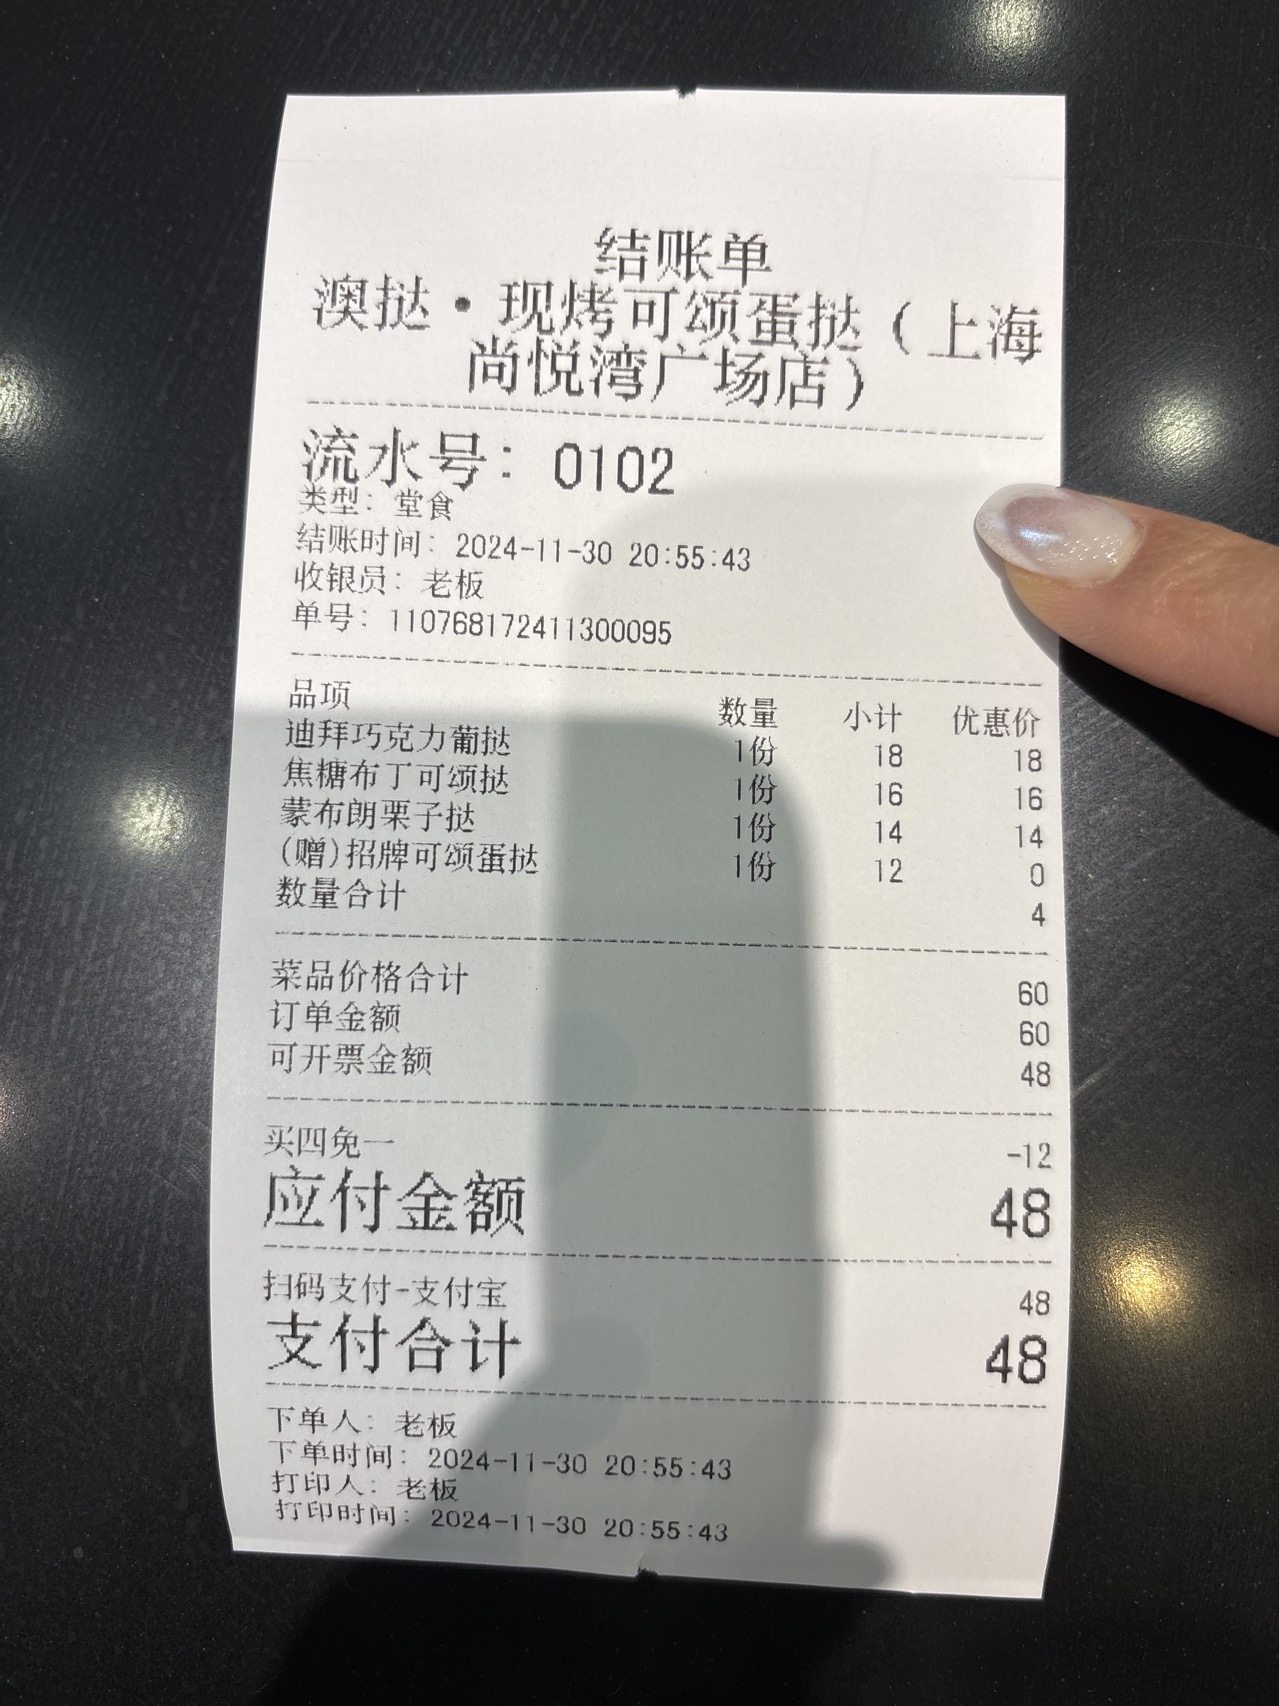 结账单
澳挞·现烤可颂蛋挞（上海
尚悦湾广场店）
流水号：0102
类型：堂食
结账时间：2024-11-30 20:55:43
收银员：老板
单号：110768172411300095
品项 数量 小计 优惠价
迪拜巧克力葡挞 1份 18 18
焦糖布丁可颂挞 1份 16 16
蒙布朗栗子挞 1份 14 14
(赠)招牌可颂蛋挞 1份 12 0
数量合计 4
菜品价格合计 60
订单金额 60
可开票金额 48
买四免一 -12
应付金额 48
扫码支付-支付宝 48
支付合计 48
下单人：老板
下单时间：2024-11-30 20:55:43
打印人：老板
打印时间：2024-11-30 20:55:43